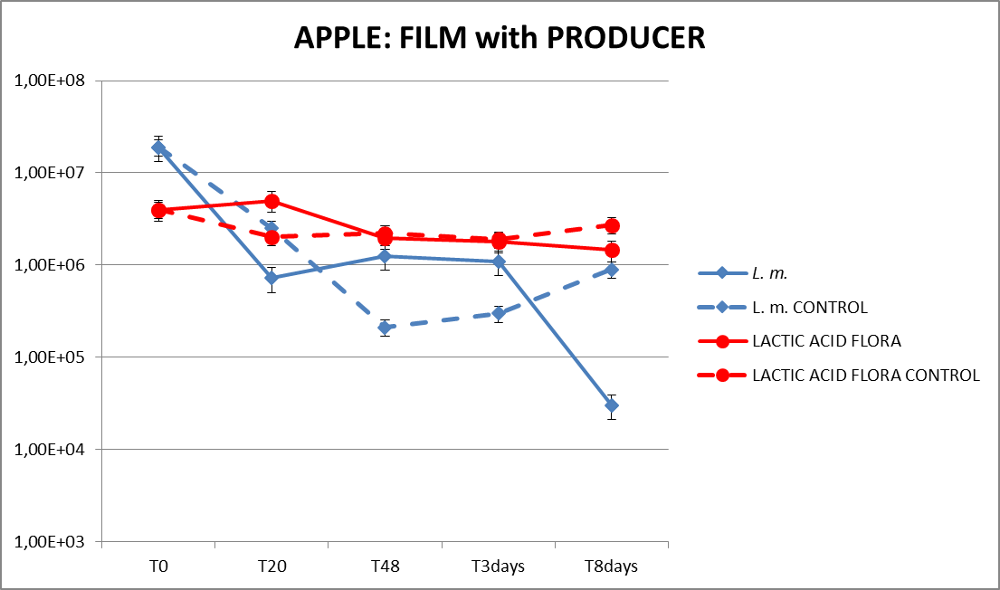 APPLE: FILM with PRODUCER
1,00E+08
1,00E+07
1,00E+06
1,00E+05
1,00E+04
1,00E+03
T0
T20
T48
T3days
T8days
L. m.
L. m. CONTROL
LACTIC ACID FLORA
LACTIC ACID FLORA CONTROL